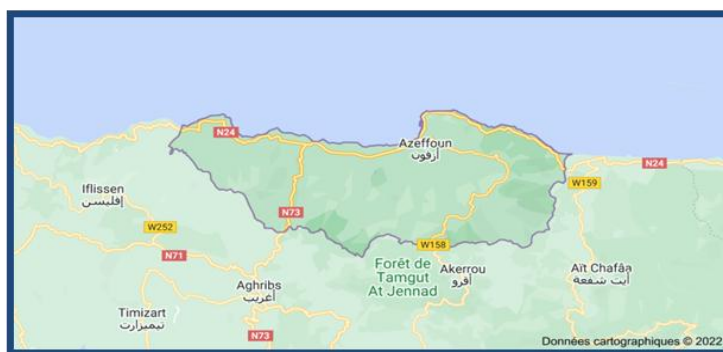 N24
Azeffoun
أزفون
N24
W159
Iflissen
إفليسن
N73
W252
W158
N71
Forêt de
Tamgut
At Jennad
Akerrou
أقرو
Aït Chafâa
أيت شفعة
Aghribs
أغريب
Timizart
تيميزارت
N73
Données cartographiques © 2022